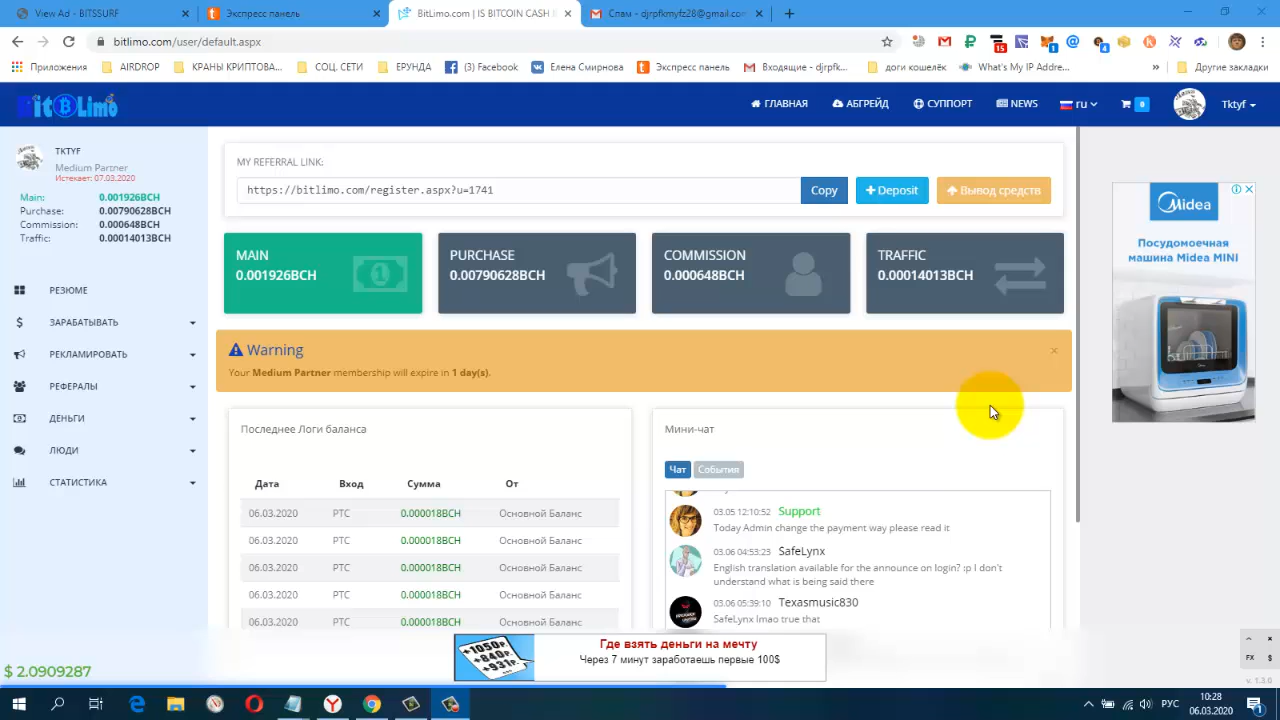 View Ad - BITSSURF
Экспресс панель
BitLimo.com | IS BITCOIN CASH
Спам - djrpfkmyfz28@gmail.com
bitlimo.com/user/default.aspx
Приложения
AIRDROP
КРАНЫ КРИПТОВА...
СОЦ. СЕТИ
ЕРУНДА
(3) Facebook
Елена Смирнова
Экспресс панель
Входящие - djrpfk...
доги кошелёк
What's My IP Addre...
»
Другие закладки
BitLimo
ГЛАВНАЯ
АБГРЕЙД
СУППОРТ
NEWS
ru
0
Tktyf
TKTYF
Medium Partner
Истекает: 07.03.2020
Main: 0.001926BCH
Purchase: 0.00790628BCH
Commission: 0.000648BCH
Traffic: 0.00014013BCH
РЕЗЮМЕ
ЗАРАБАТЫВАТЬ
РЕКЛАМИРОВАТЬ
РЕФЕРАЛЫ
ДЕНЬГИ
ЛЮДИ
СТАТИСТИКА
MY REFERRAL LINK:
https://bitlimo.com/register.aspx?u=1741
Copy
Deposit
Вывод средств
MAIN
0.001926BCH
PURCHASE
0.00790628BCH
COMMISSION
0.000648BCH
TRAFFIC
0.00014013BCH
Warning
×
Your Medium Partner membership will expire in 1 day(s).
Последнее Логи баланса
Дата Вход Сумма От
06.03.2020 PTC 0.000018BCH Основной Баланс
06.03.2020 PTC 0.000018BCH Основной Баланс
06.03.2020 PTC 0.000018BCH Основной Баланс
06.03.2020 PTC 0.000018BCH Основной Баланс
06.03.2020 PTC 0.000018BCH Основной Баланс
Мини-чат
Чат
События
03.05 12:10:52 Support
Today Admin change the payment way please read it
03.06 04:53:23 SafeLynx
English translation available for the announce on login? :p I don't
understand what is being said there
03.06 05:39:10 Texasmusic830
SafeLynx lmao true that
Midea
Посудомоечная
машина Midea MINI
+1050₽
+840₽
+931₽
Где взять деньги на мечту
Через 7 минут заработаешь первые 100$
$ 2.0909287
FX $
v. 1.3.0
РУС
10:28
06.03.2020